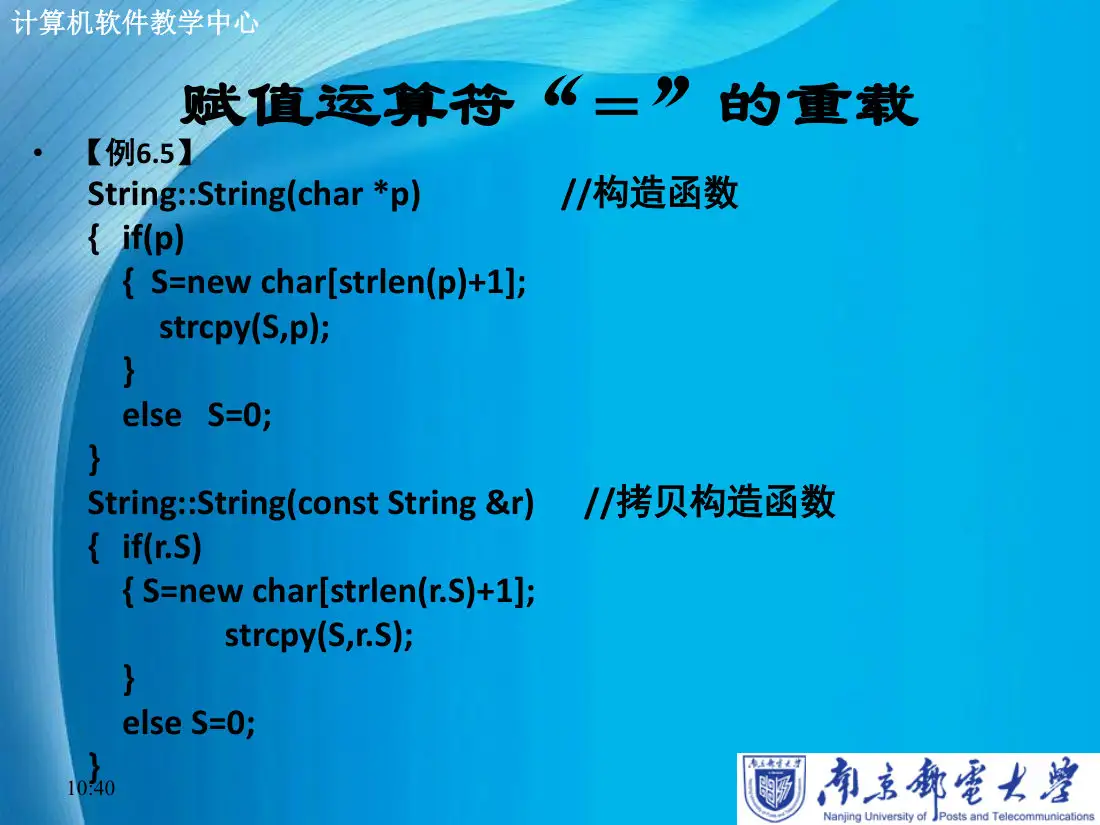 计算机软件教学中心
赋值运算符“=”的重载
• 【例6.5】
String::String(char *p) //构造函数
{ if(p)
{ S=new char[strlen(p)+1];
strcpy(S,p);
}
else S=0;
}
String::String(const String &r) //拷贝构造函数
{ if(r.S)
{ S=new char[strlen(r.S)+1];
strcpy(S,r.S);
}
else S=0;
}
10:40
南京邮電大学
Nanjing University of Posts and Telecommunications